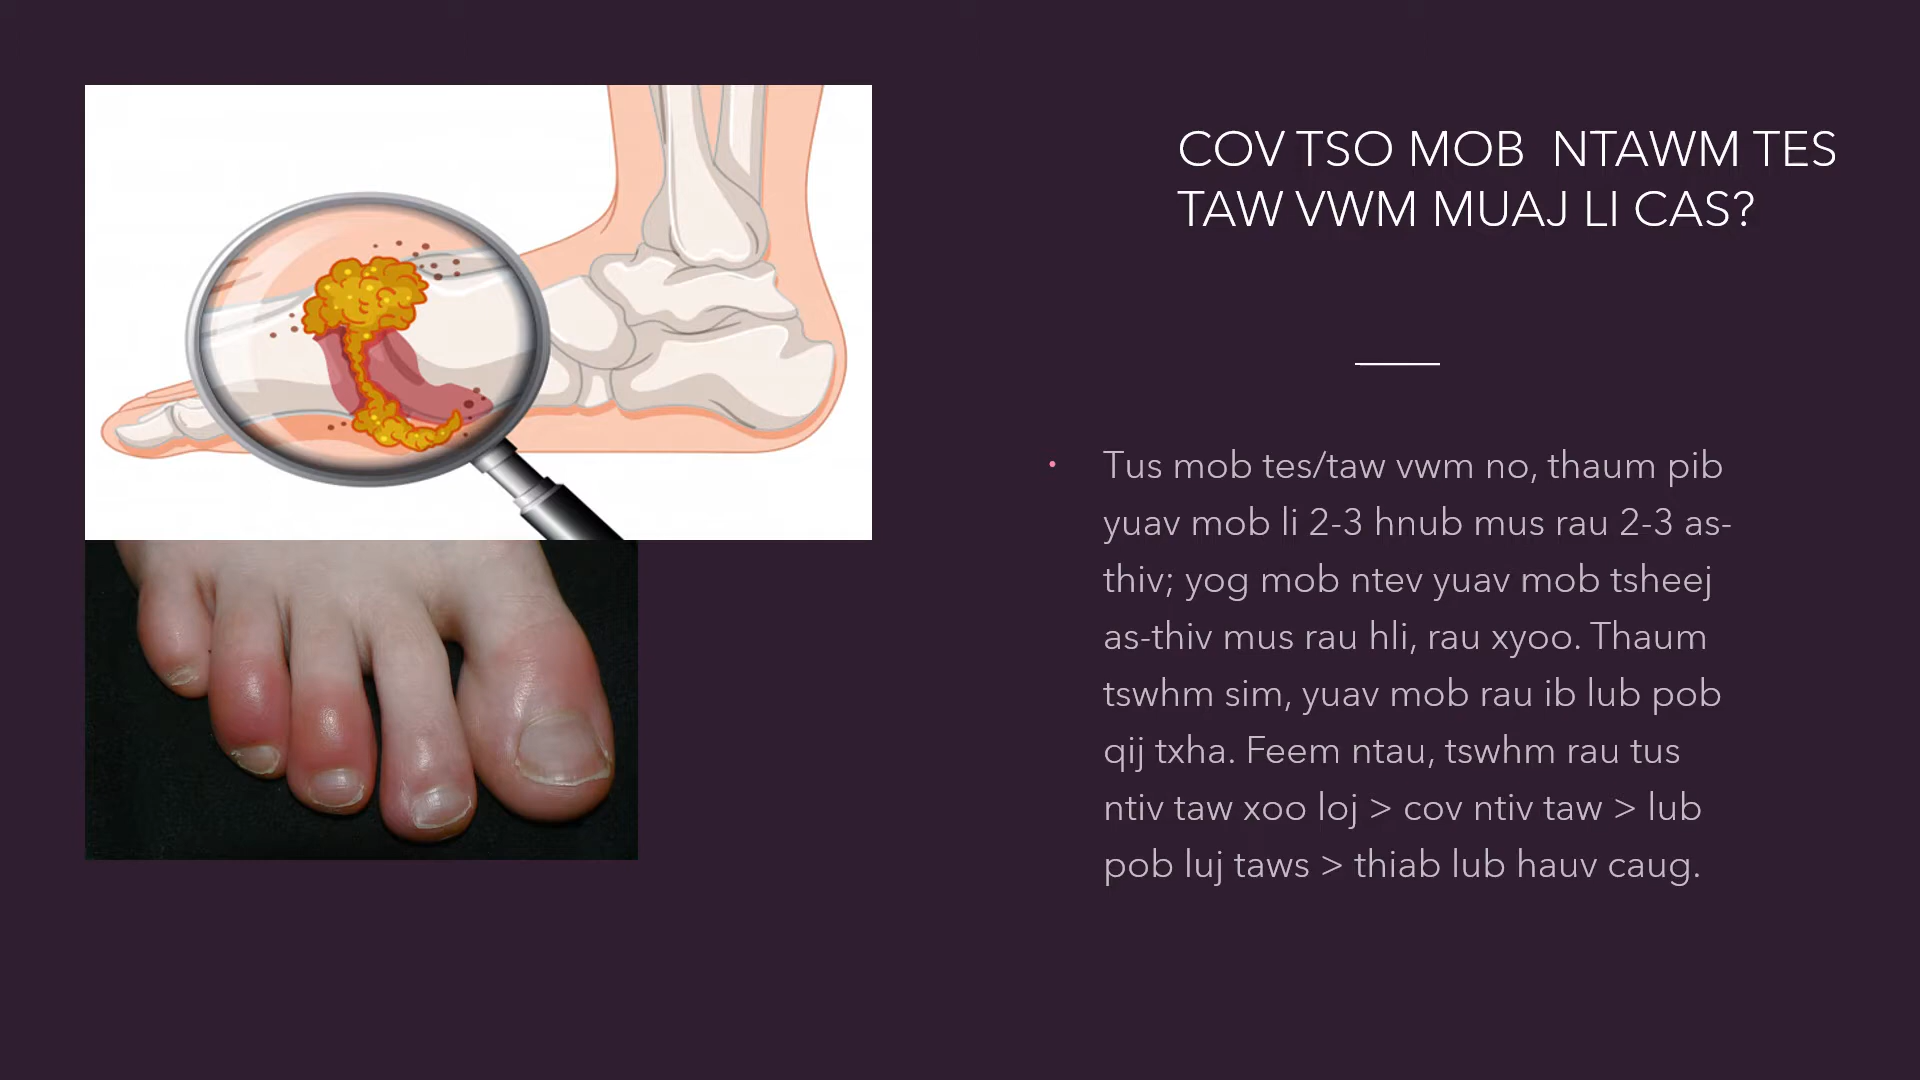 COV TSO MOB NTAWM TES
TAW VWM MUAJ LI CAS?
• Tus mob tes/taw vwm no, thaum pib
yuav mob li 2-3 hnub mus rau 2-3 as-
thiv; yog mob ntev yuav mob tsheej
as-thiv mus rau hli, rau xyoo. Thaum
tswhm sim, yuav mob rau ib lub pob
qij txha. Feem ntau, tswhm rau tus
ntiv taw xoo loj > cov ntiv taw > lub
pob luj taws > thiab lub hauv caug.